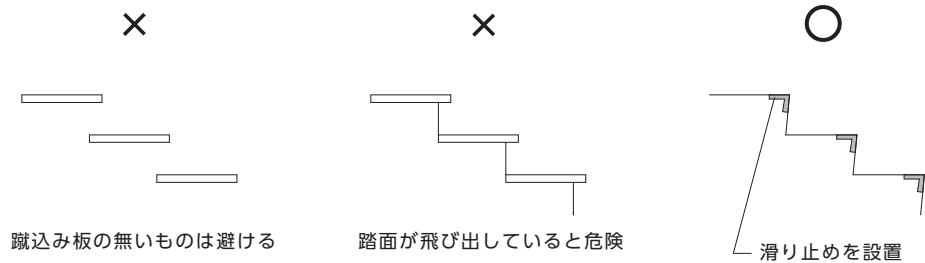 蹴込み板の無いものは避ける
踏面が飛び出していると危険
滑り止めを設置